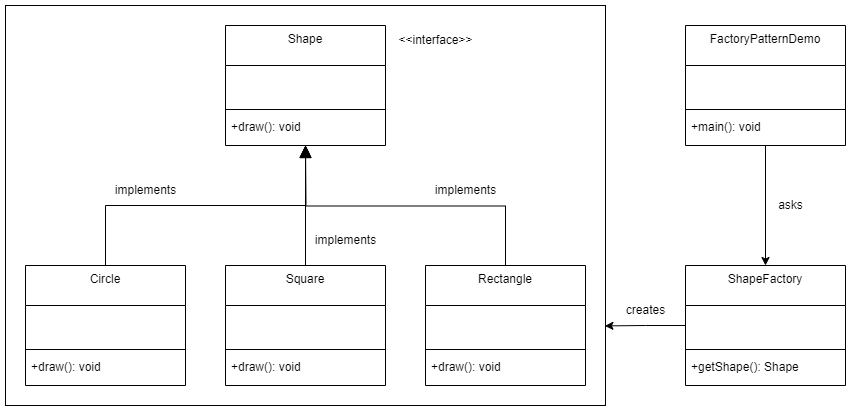 Shape
<<interface>>
FactoryPatternDemo
+draw(): void
+main(): void
implements
implements
asks
implements
Circle
Square
Rectangle
ShapeFactory
creates
+draw(): void
+draw(): void
+draw(): void
+getShape(): Shape